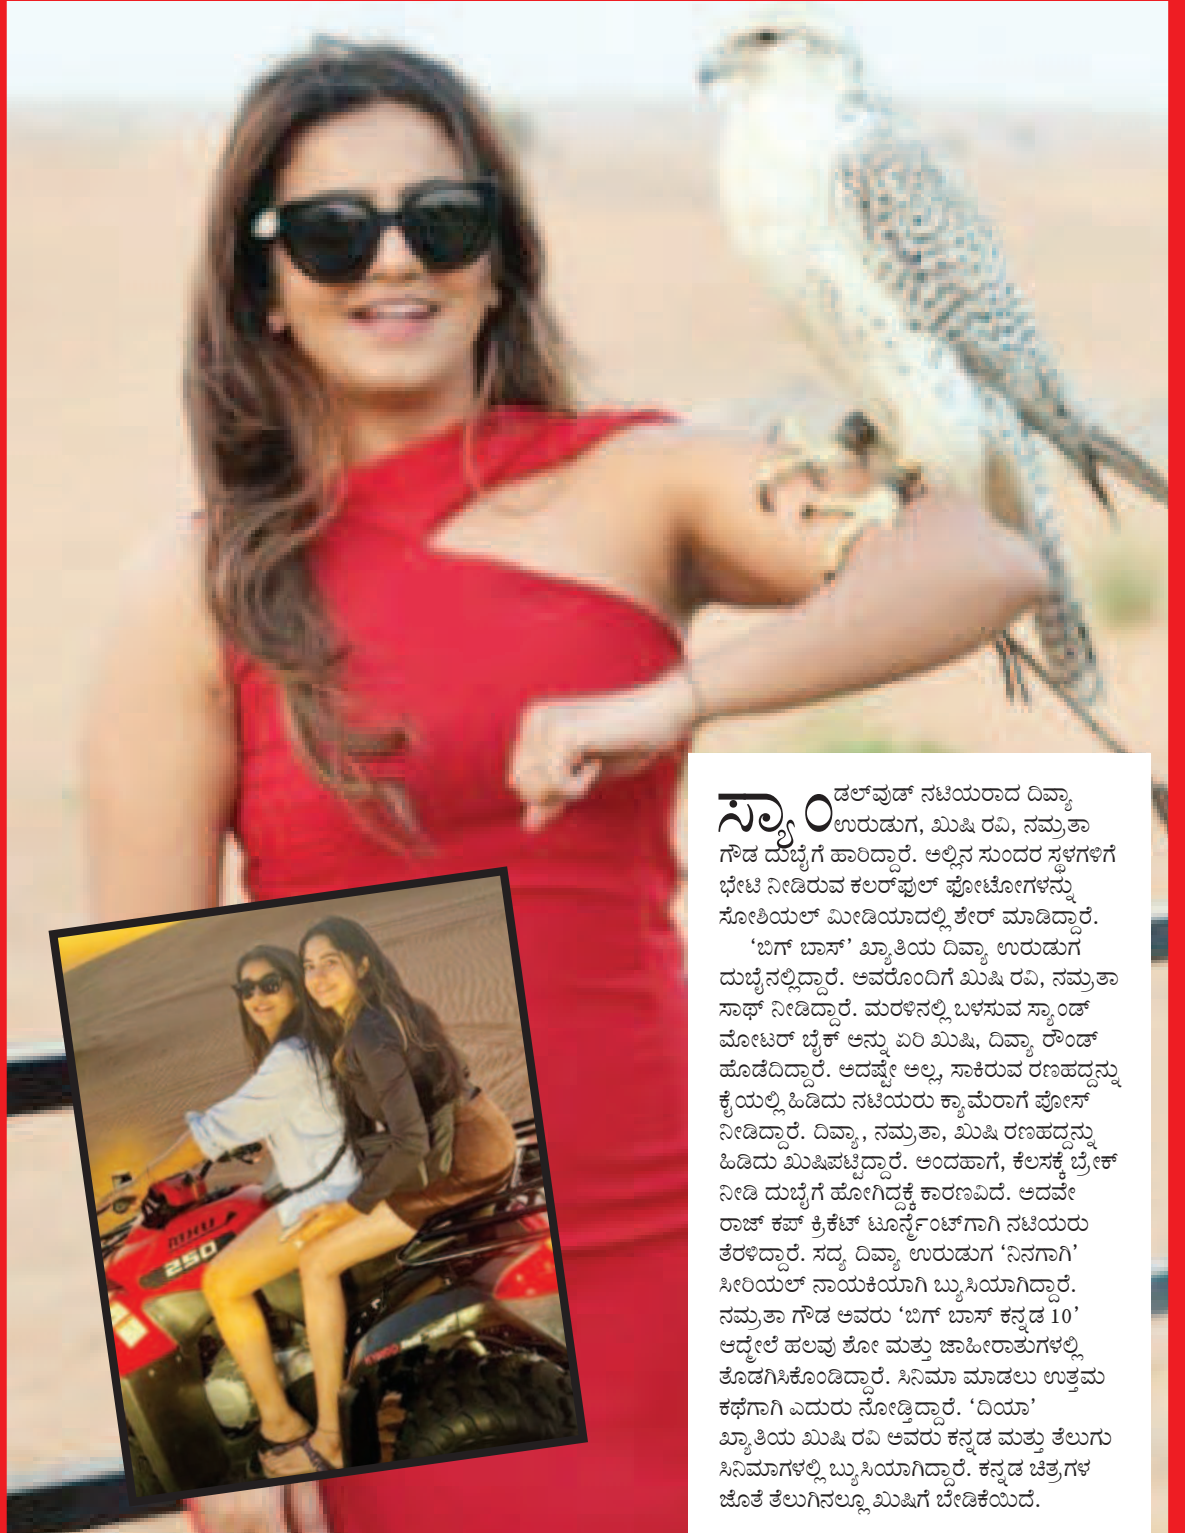 ಸ್ಯಾಂಡಲ್‌ವುಡ್ ನಟಿಯರಾದ ದಿವ್ಯಾ
ಉರುಡುಗ, ಖುಷಿ ರವಿ, ನಮ್ರತಾ
ಗೌಡ ದುಬೈಗೆ ಹಾರಿದ್ದಾರೆ. ಅಲ್ಲಿನ ಸುಂದರ ಸ್ಥಳಗಳಿಗೆ
ಭೇಟಿ ನೀಡಿರುವ ಕಲರ್‌ಫುಲ್ ಫೋಟೋಗಳನ್ನು
ಸೋಶಿಯಲ್ ಮೀಡಿಯಾದಲ್ಲಿ ಶೇರ್ ಮಾಡಿದ್ದಾರೆ.
‘ಬಿಗ್ ಬಾಸ್’ ಖ್ಯಾತಿಯ ದಿವ್ಯಾ ಉರುಡುಗ
ದುಬೈನಲ್ಲಿದ್ದಾರೆ. ಅವರೊಂದಿಗೆ ಖುಷಿ ರವಿ, ನಮ್ರತಾ
ಸಾಥ್ ನೀಡಿದ್ದಾರೆ. ಮರಳಿನಲ್ಲಿ ಬಳಸುವ ಸ್ಯಾಂಡ್
ಮೋಟರ್ ಬೈಕ್ ಅನ್ನು ಏರಿ ಖುಷಿ, ದಿವ್ಯಾ ರೌಂಡ್
ಹೊಡೆದಿದ್ದಾರೆ. ಅದಷ್ಟೇ ಅಲ್ಲ, ಸಾಕಿರುವ ರಣಹದ್ದನ್ನು
ಕೈಯಲ್ಲಿ ಹಿಡಿದು ನಟಿಯರು ಕ್ಯಾಮೆರಾಗೆ ಪೋಸ್
ನೀಡಿದ್ದಾರೆ. ದಿವ್ಯಾ, ನಮ್ರತಾ, ಖುಷಿ ರಣಹದ್ದನ್ನು
ಹಿಡಿದು ಖುಷಿಪಟ್ಟಿದ್ದಾರೆ. ಅಂದಹಾಗೆ, ಕೆಲಸಕ್ಕೆ ಬ್ರೇಕ್
ನೀಡಿ ದುಬೈಗೆ ಹೋಗಿದ್ದಕ್ಕೆ ಕಾರಣವಿದೆ. ಅದವೇ
ರಾಜ್ ಕಪ್ ಕ್ರಿಕೆಟ್ ಟೂರ್ನ್ಮೆಂಟ್‌ಗಾಗಿ ನಟಿಯರು
ತೆರಳಿದ್ದಾರೆ. ಸದ್ಯ ದಿವ್ಯಾ ಉರುಡುಗ ‘ನಿನಗಾಗಿ’
ಸೀರಿಯಲ್ ನಾಯಕಿಯಾಗಿ ಬ್ಯುಸಿಯಾಗಿದ್ದಾರೆ.
ನಮ್ರತಾ ಗೌಡ ಅವರು ‘ಬಿಗ್ ಬಾಸ್ ಕನ್ನಡ 10’
ಆದ್ಮೇಲೆ ಹಲವು ಶೋ ಮತ್ತು ಜಾಹೀರಾತುಗಳಲ್ಲಿ
ತೊಡಗಿಸಿಕೊಂಡಿದ್ದಾರೆ. ಸಿನಿಮಾ ಮಾಡಲು ಉತ್ತಮ
ಕಥೆಗಾಗಿ ಎದುರು ನೋಡ್ತಿದ್ದಾರೆ. ‘ದಿಯಾ’
ಖ್ಯಾತಿಯ ಖುಷಿ ರವಿ ಅವರು ಕನ್ನಡ ಮತ್ತು ತೆಲುಗು
ಸಿನಿಮಾಗಳಲ್ಲಿ ಬ್ಯುಸಿಯಾಗಿದ್ದಾರೆ. ಕನ್ನಡ ಚಿತ್ರಗಳ
ಜೊತೆ ತೆಲುಗಿನಲ್ಲೂ ಖುಷಿಗೆ ಬೇಡಿಕೆಯಿದೆ.
250